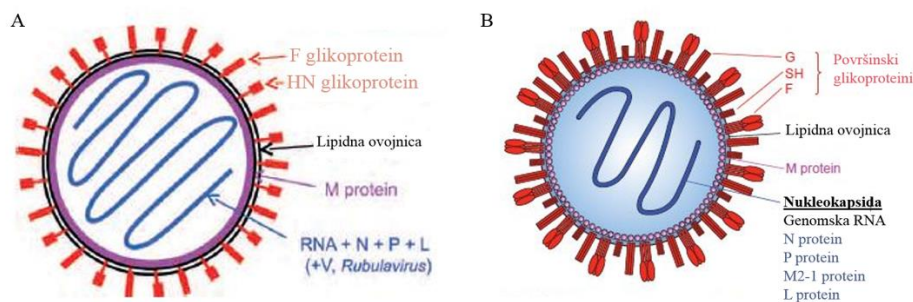 A
F glikoprotein
HN glikoprotein
Lipidna ovojnica
M protein
RNA + N + P + L
(+V, Rubulavirus)
B
G
SH
F
Površinski
glikoproteini
Lipidna ovojnica
M protein
Nukleokapsida
Genomska RNA
N protein
P protein
M2-1 protein
L protein